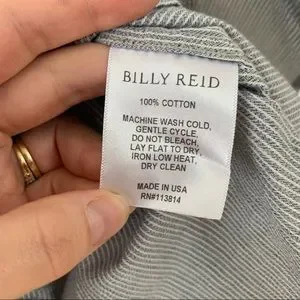 BILLY REID
100% COTTON
MACHINE WASH COLD,
GENTLE CYCLE,
DO NOT BLEACH,
LAY FLAT TO DRY,
IRON LOW HEAT,
DRY CLEAN
MADE IN USA
RN#113814